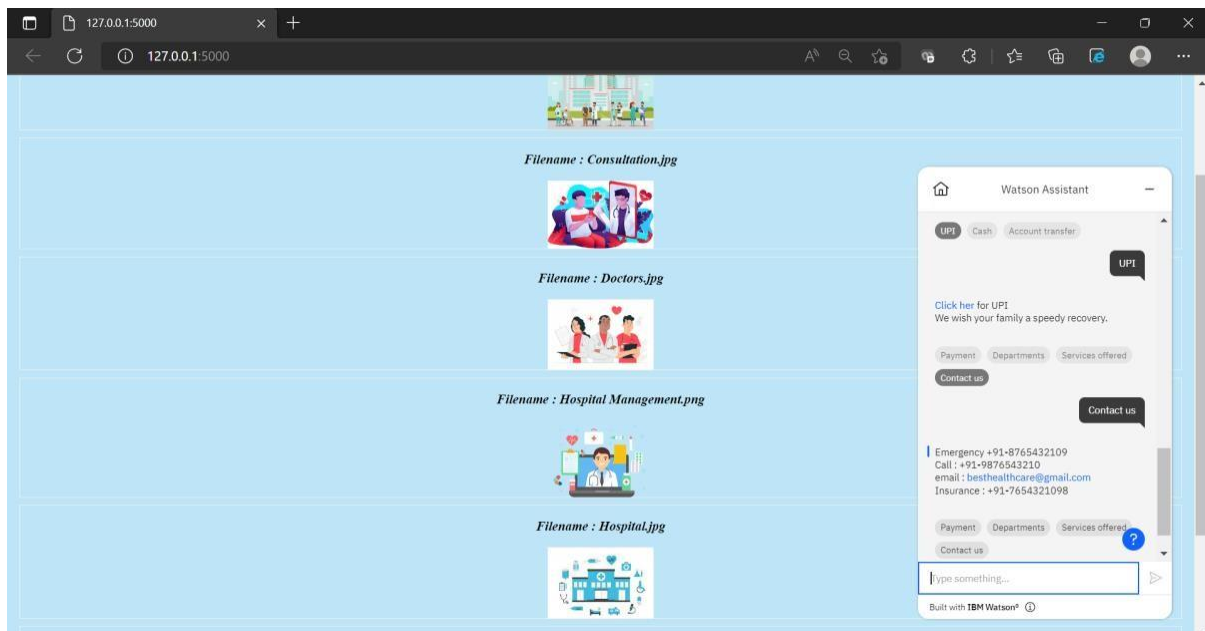 127.0.0.1:5000
127.0.0.1:5000
Filename : Consultation.jpg
Filename : Doctors.jpg
Filename : Hospital Management.png
Filename : Hospital.jpg
Watson Assistant
UPI Cash Account transfer
UPI
Click her for UPI
We wish your family a speedy recovery.
Payment Departments Services offered
Contact us
Contact us
Emergency +91-8765432109
Call : +91-9876543210
email : besthealthcare@gmail.com
Insurance : +91-7654321098
Payment Departments Services offered
Contact us
?
Type something...
Built with IBM Watson®